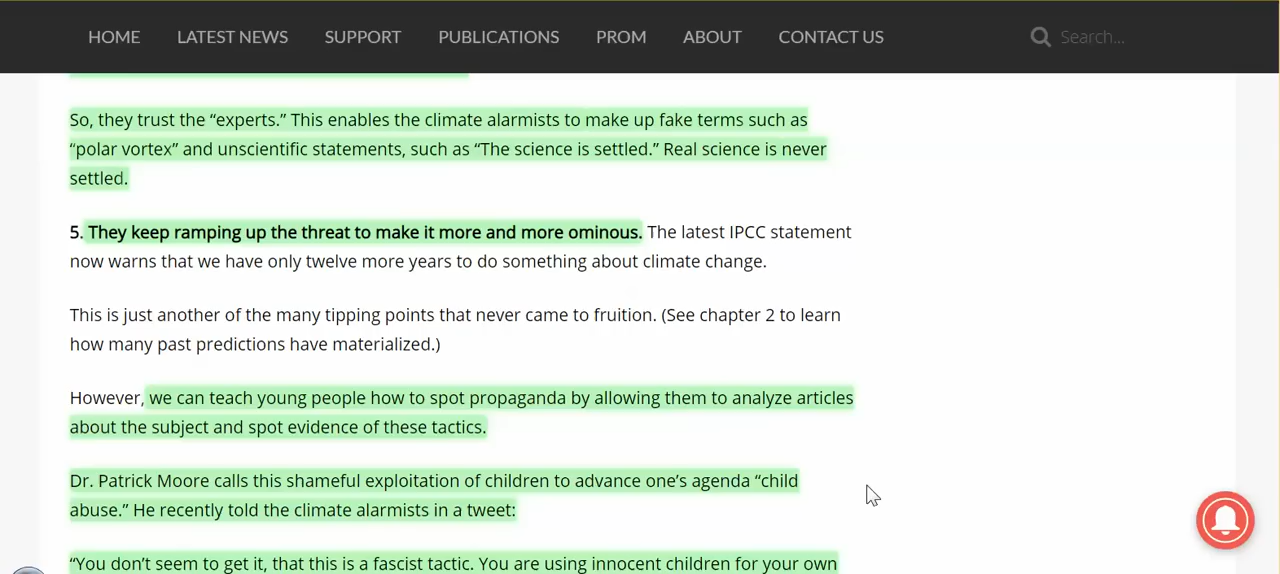 HOME LATEST NEWS SUPPORT PUBLICATIONS PROM ABOUT CONTACT US Search...
So, they trust the “experts.” This enables the climate alarmists to make up fake terms such as
“polar vortex” and unscientific statements, such as “The science is settled.” Real science is never
settled.
5. They keep ramping up the threat to make it more and more ominous. The latest IPCC statement
now warns that we have only twelve more years to do something about climate change.
This is just another of the many tipping points that never came to fruition. (See chapter 2 to learn
how many past predictions have materialized.)
However, we can teach young people how to spot propaganda by allowing them to analyze articles
about the subject and spot evidence of these tactics.
Dr. Patrick Moore calls this shameful exploitation of children to advance one’s agenda “child
abuse.” He recently told the climate alarmists in a tweet:
“You don’t seem to get it, that this is a fascist tactic. You are using innocent children for your own